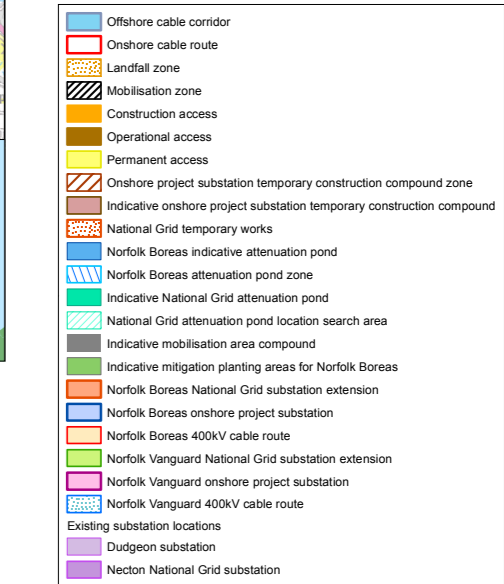 Offshore cable corridor
Onshore cable route
Landfall zone
Mobilisation zone
Construction access
Operational access
Permanent access
Onshore project substation temporary construction compound zone
Indicative onshore project substation temporary construction compound
National Grid temporary works
Norfolk Boreas indicative attenuation pond
Norfolk Boreas attenuation pond zone
Indicative National Grid attenuation pond
National Grid attenuation pond location search area
Indicative mobilisation area compound
Indicative mitigation planting areas for Norfolk Boreas
Norfolk Boreas National Grid substation extension
Norfolk Boreas onshore project substation
Norfolk Boreas 400kV cable route
Norfolk Vanguard National Grid substation extension
Norfolk Vanguard onshore project substation
Norfolk Vanguard 400kV cable route
Existing substation locations
Dudgeon substation
Necton National Grid substation